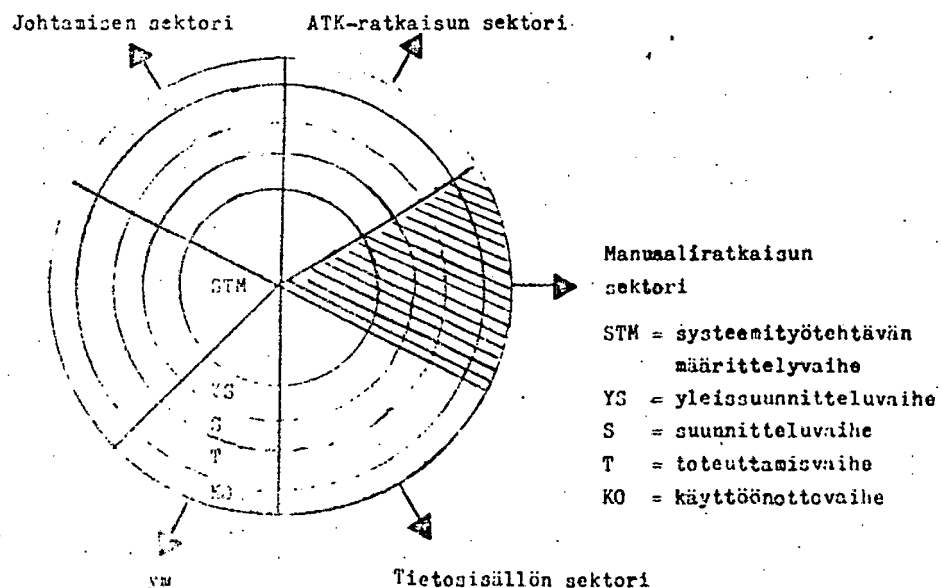 Johtamisen sektori
ATK-ratkaisun sektori
Manuaaliratkaisun
sektori
STM = systeemityötehtävän
määrittelyvaihe
YS = yleissuunnitteluvaihe
S = suunnitteluvaihe
T = toteuttamisvaihe
KO = käyttöönottovaihe
STM
YS
S
T
KO
ym
Tietosisällön sektori